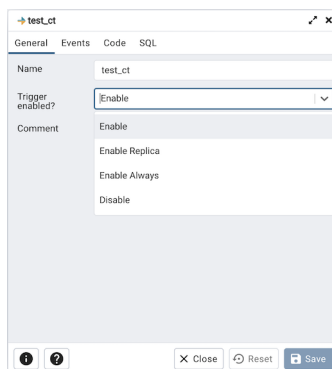 test_ct
General Events Code SQL
Name test_ct
Trigger enabled? Enable
Comment Enable
Enable Replica
Enable Always
Disable
Close Reset Save